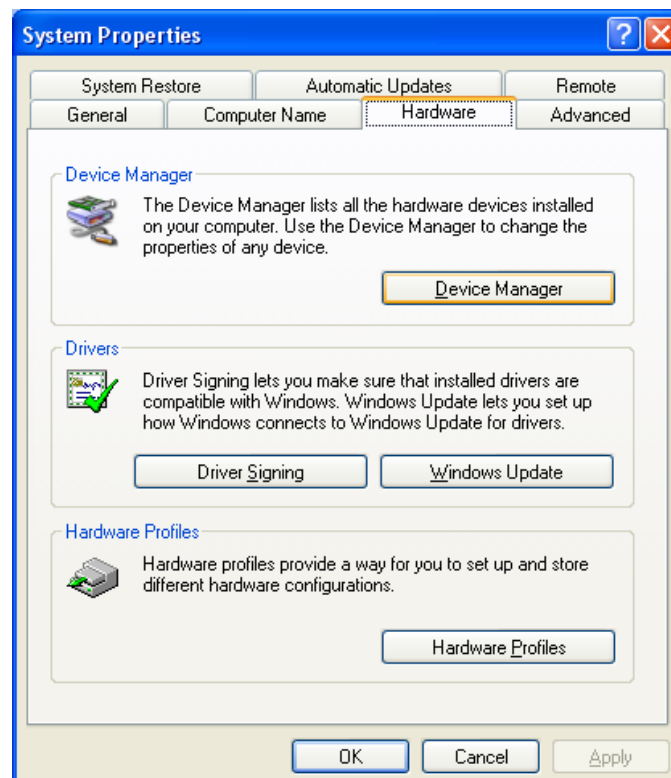 System Properties
System Restore
Automatic Updates
Remote
General
Computer Name
Hardware
Advanced
Device Manager
The Device Manager lists all the hardware devices installed
on your computer. Use the Device Manager to change the
properties of any device.
Device Manager
Drivers
Driver Signing lets you make sure that installed drivers are
compatible with Windows. Windows Update lets you set up
how Windows connects to Windows Update for drivers.
Driver Signing
Windows Update
Hardware Profiles
Hardware profiles provide a way for you to set up and store
different hardware configurations.
Hardware Profiles
OK
Cancel
Apply